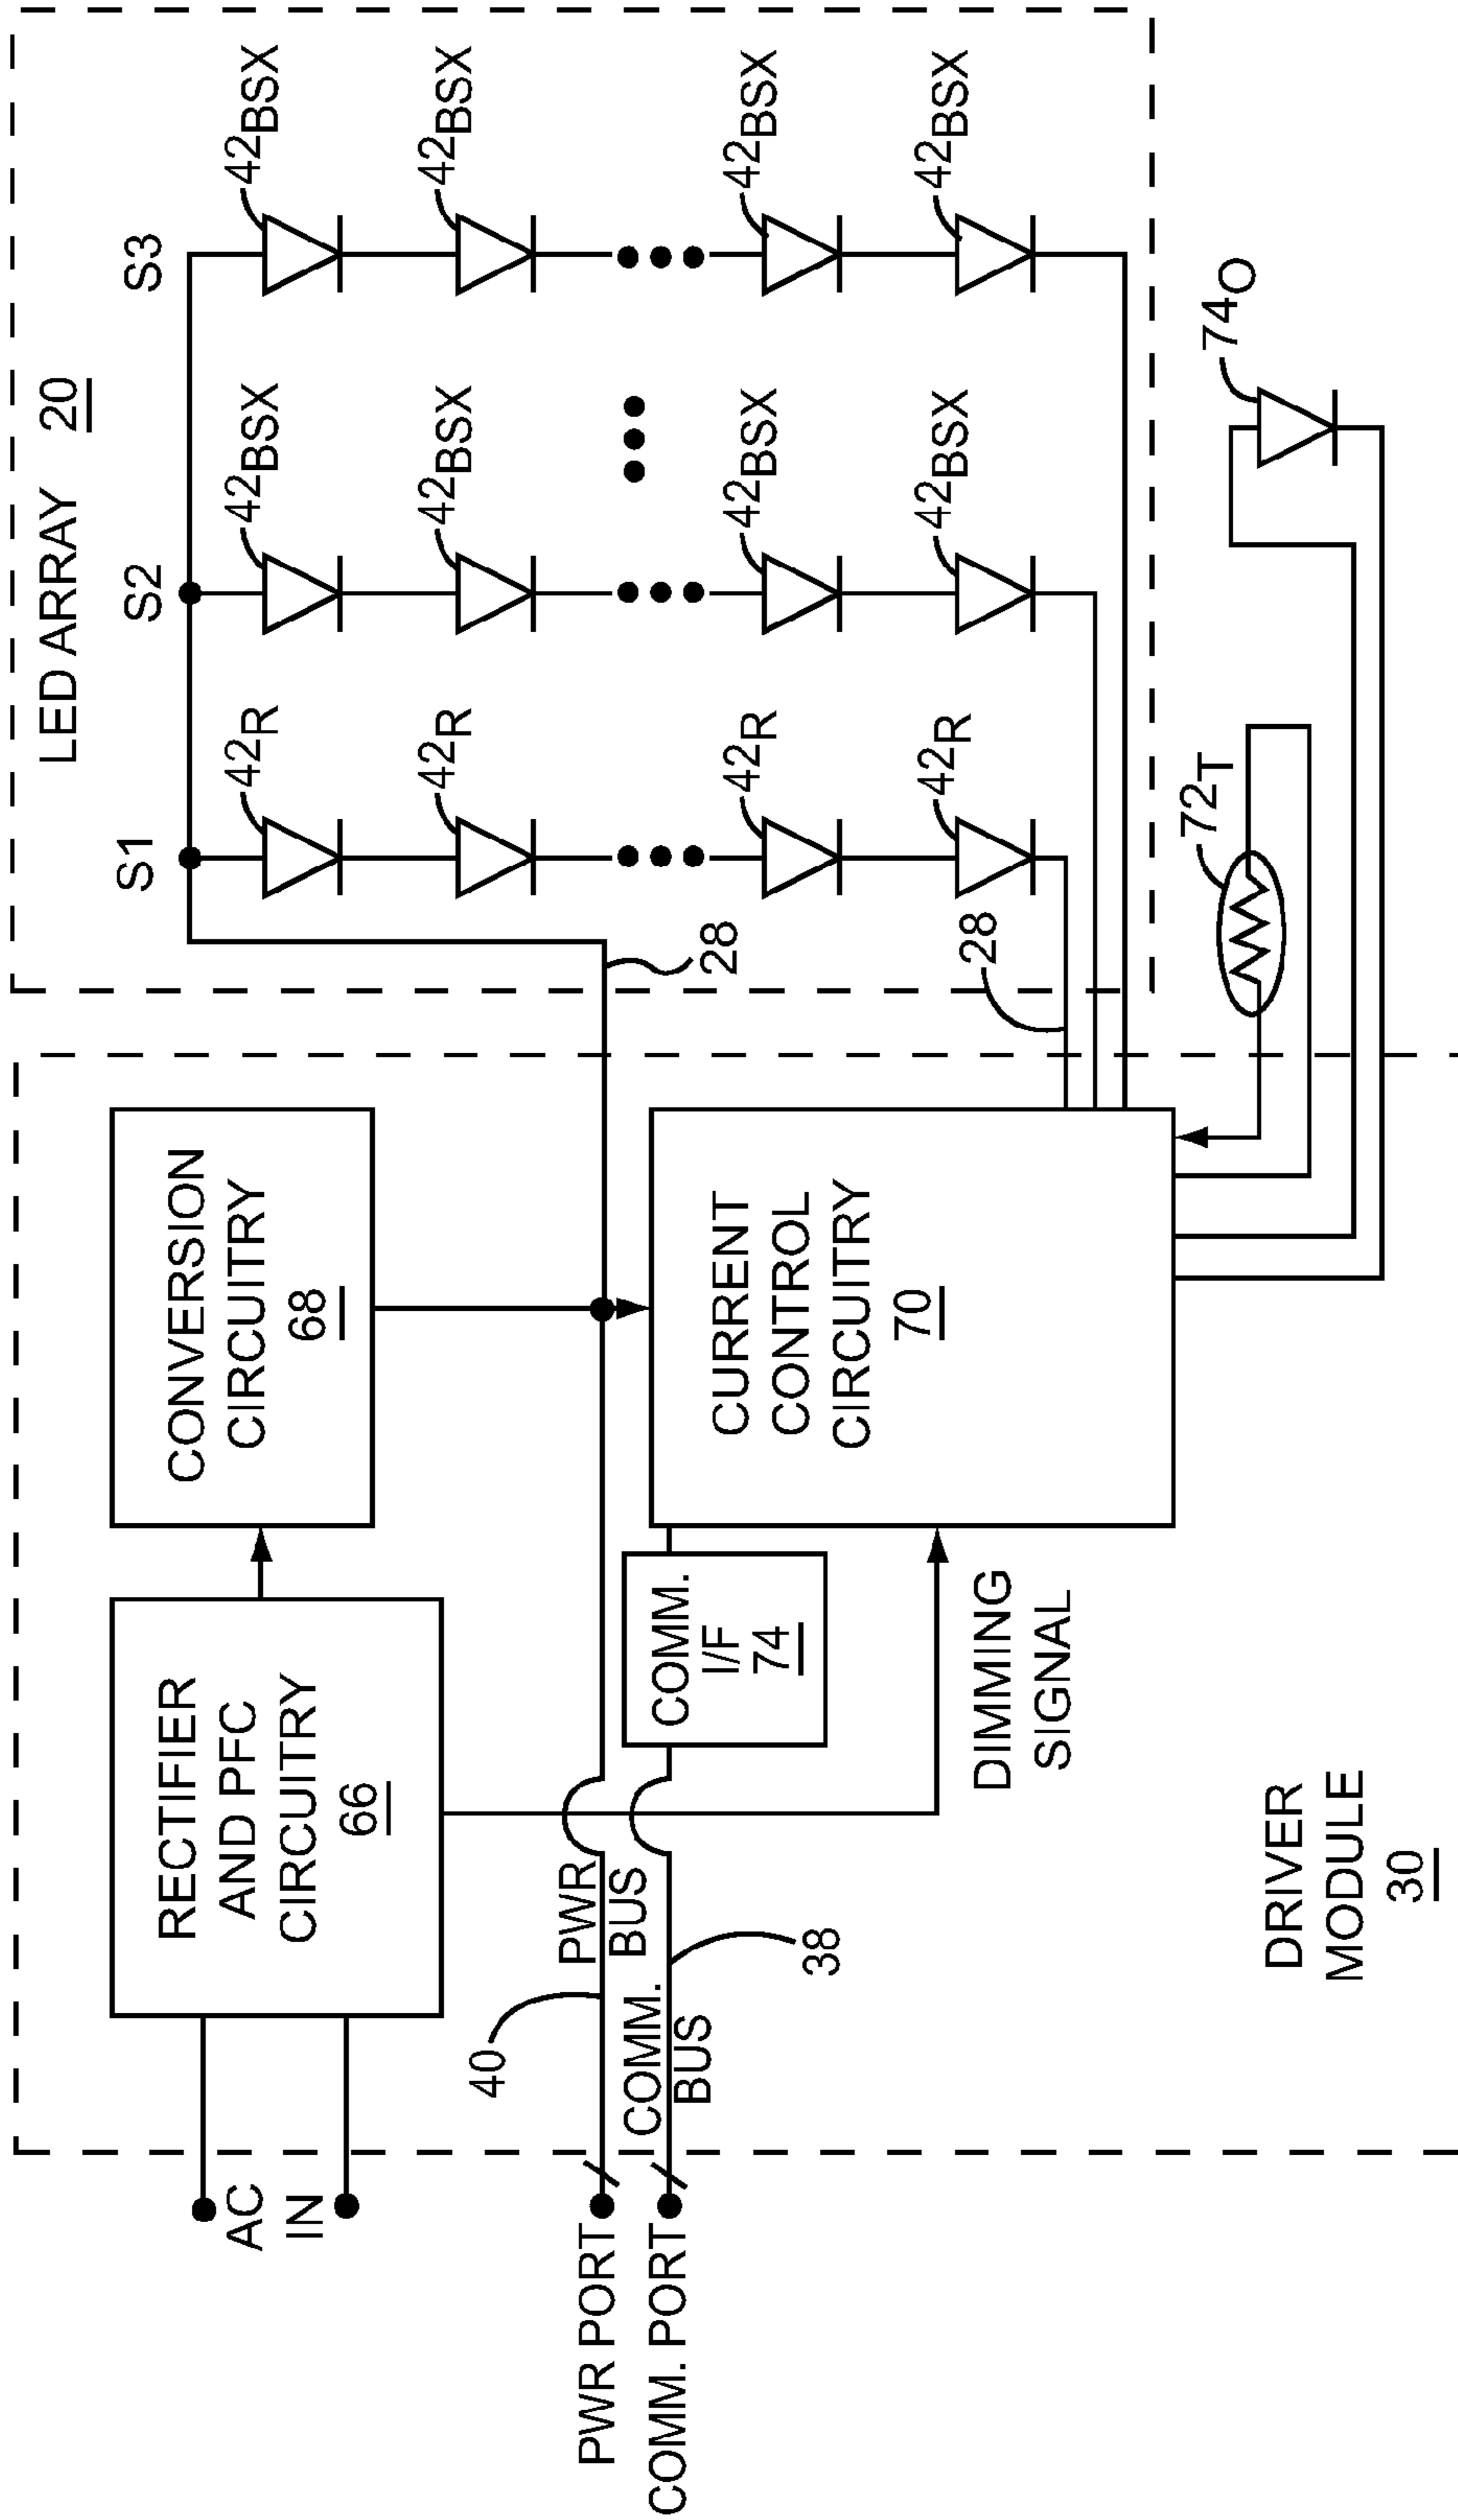 LED ARRAY 20
S1
S2
S3
42R
42BSX
42BSX
42R
42BSX
42BSX
42R
42BSX
42BSX
42R
42BSX
42BSX
28
28
72T
74O
RECTIFIER
AND PFC
CIRCUITRY
66
CONVERSION
CIRCUITRY
68
AC
IN
40
PWR
BUS
COMM.
BUS
38
PWR PORT
COMM. PORT
COMM.
I/F
74
CURRENT
CONTROL
CIRCUITRY
70
DIMMING
SIGNAL
DRIVER
MODULE
30